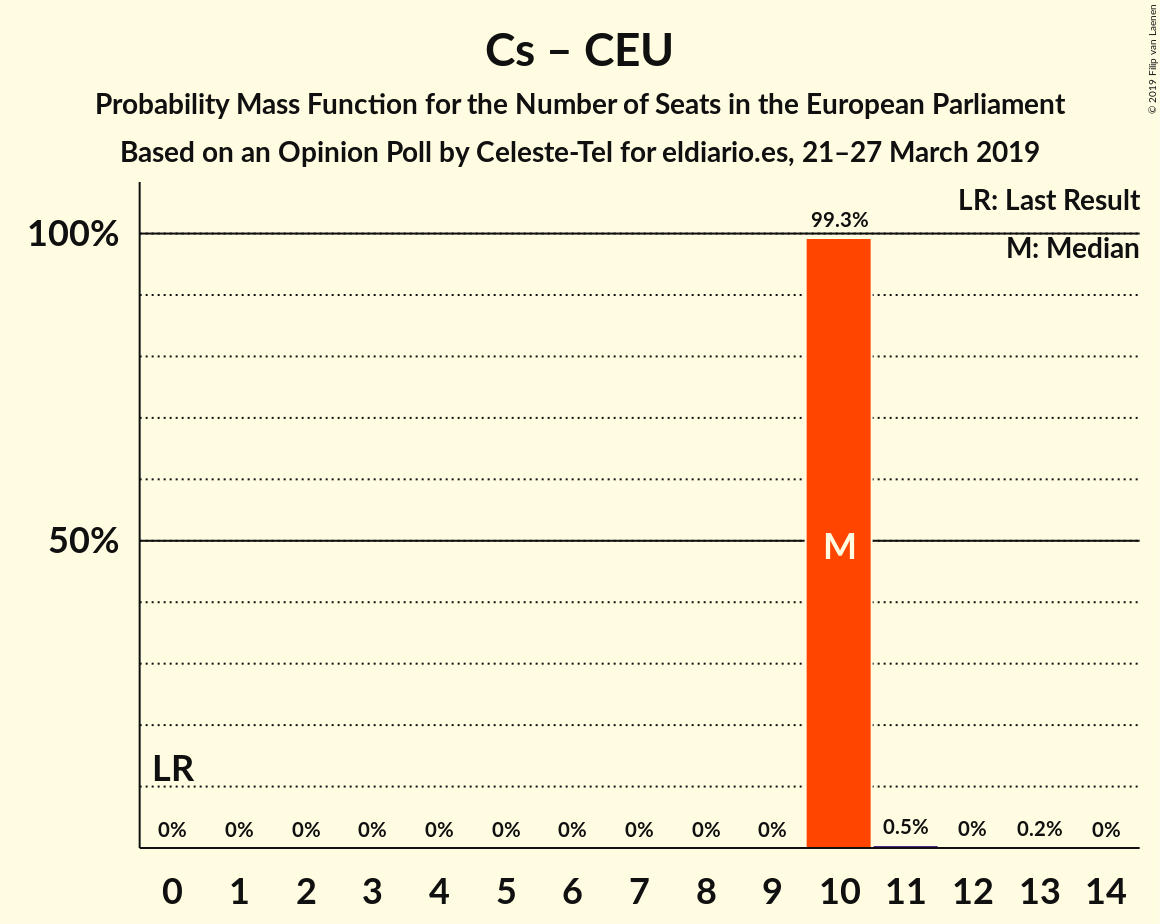 Cs – CEU
Probability Mass Function for the Number of Seats in the European Parliament
Based on an Opinion Poll by Celeste-Tel for eldiario.es, 21–27 March 2019
© 2019 Filip van Laenen
LR: Last Result
M: Median
99.3%
100%
50%
M
LR
0% 0% 0% 0% 0% 0% 0% 0% 0% 0% 0.5% 0% 0.2% 0%
0 1 2 3 4 5 6 7 8 9 10 11 12 13 14